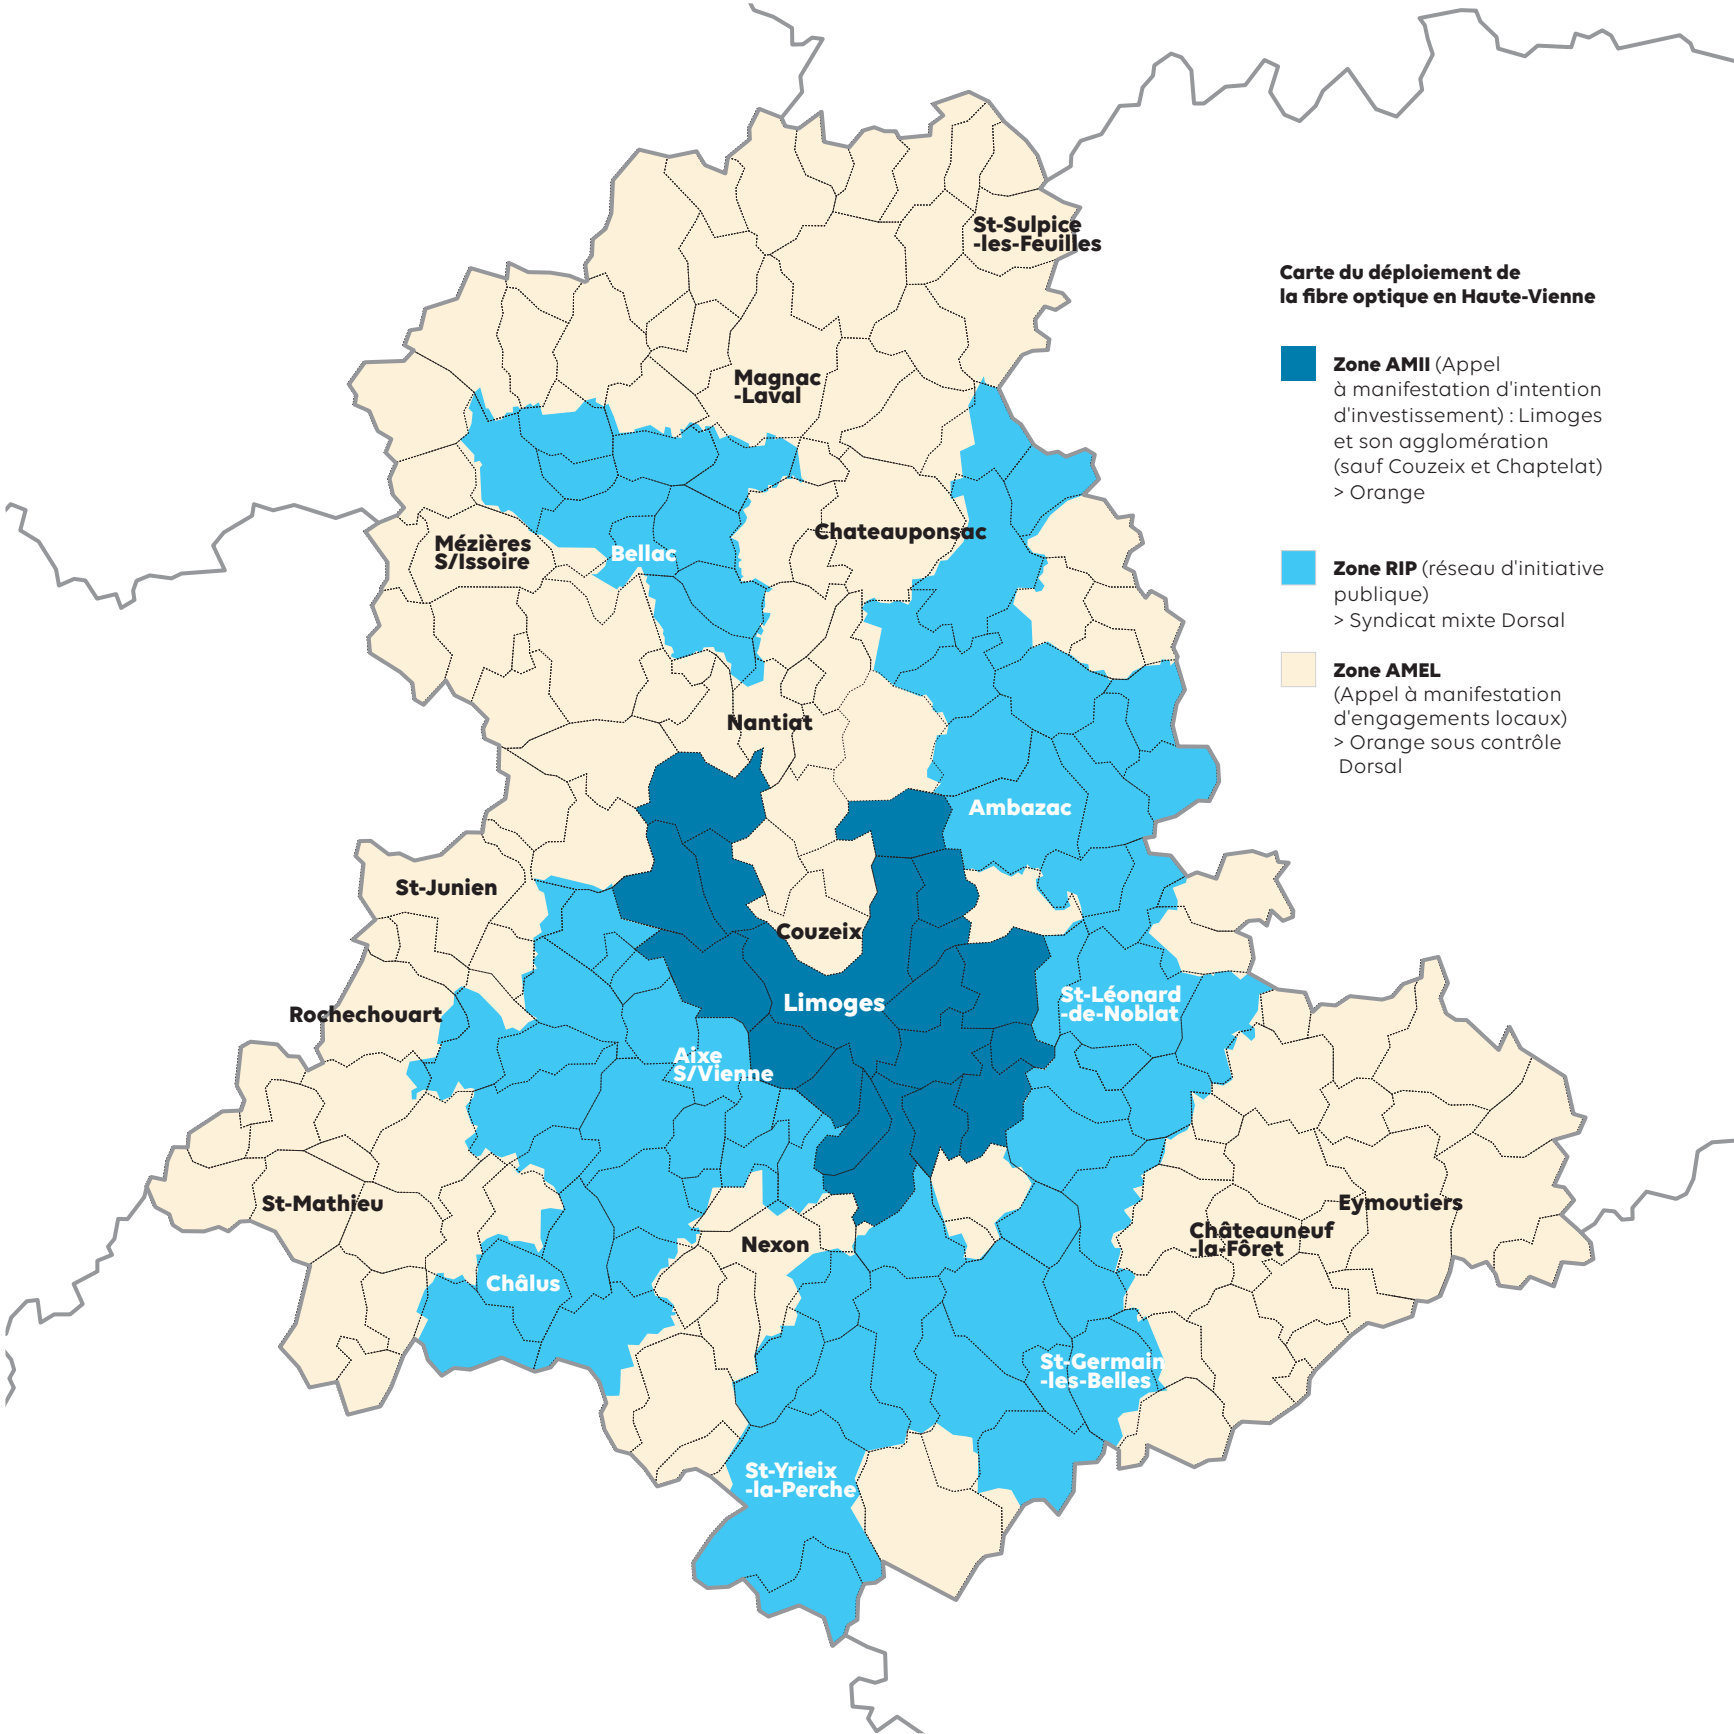 St-Sulpice
-les-Feuilles
Carte du déploiement de
la fibre optique en Haute-Vienne
Zone AMII (Appel
à manifestation d'intention
d'investissement) : Limoges
et son agglomération
(sauf Couzeix et Chaptelat)
> Orange
Zone RIP (réseau d'initiative
publique)
> Syndicat mixte Dorsal
Zone AMEL
(Appel à manifestation
d'engagements locaux)
> Orange sous contrôle
Dorsal
Magnac
-Laval
Chateauponsac
Mézières
S/Issoire
Bellac
Nantiat
Ambazac
St-Junien
Couzeix
Limoges
St-Léonard
-de-Noblat
Rochechouart
Aixe
S/Vienne
St-Mathieu
Eymoutiers
Châteauneuf
-la-Fôret
Nexon
Châlus
St-Germain
-les-Belles
St-Yrieix
-la-Perche